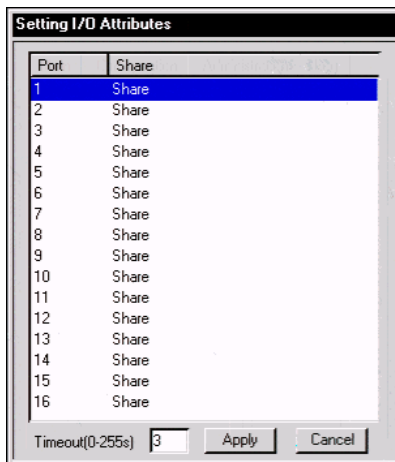 Setting I/O Attributes
Port Share
1 Share
2 Share
3 Share
4 Share
5 Share
6 Share
7 Share
8 Share
9 Share
10 Share
11 Share
12 Share
13 Share
14 Share
15 Share
16 Share
Timeout(0-255s) 3 Apply Cancel